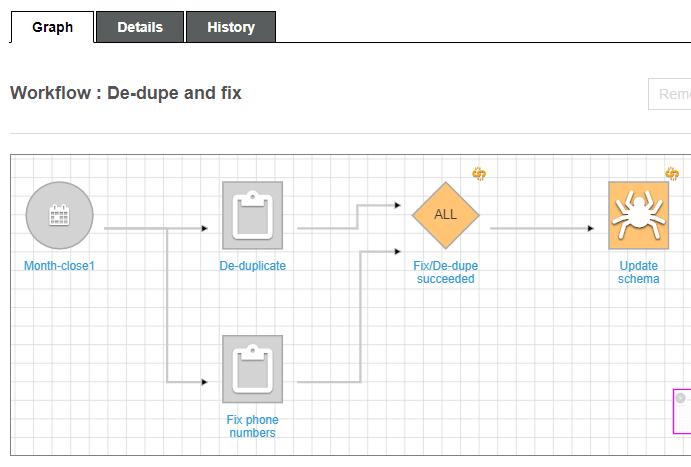 Graph
Details
History
Workflow : De-dupe and fix
ALL
Month-close1
De-duplicate
Fix/De-dupe
succeeded
Update
schema
Fix phone
numbers